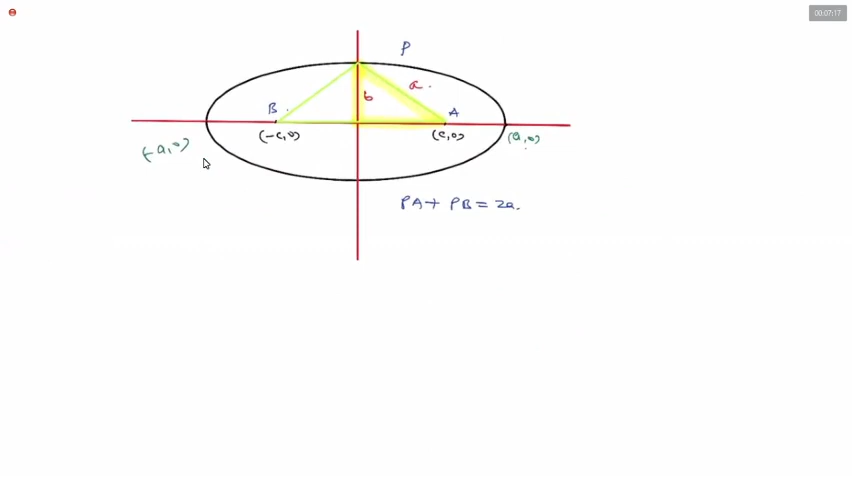 00:07:17
P
a.
b
B.
A
(-c,0)
(c,0)
(a,0)
(-a,0)
PA + PB = 2a.